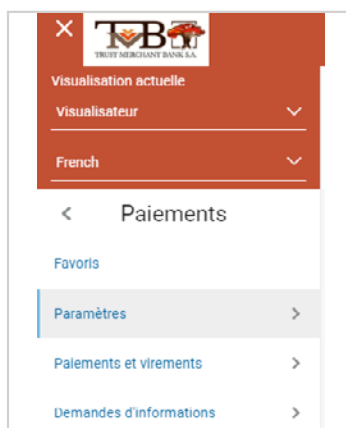 TMB
TRUST MERCHANT BANK S.A.
Visualisation actuelle
Visualisateur
French
Paiements
Favoris
Paramètres
Paiements et virements
Demandes d'informations